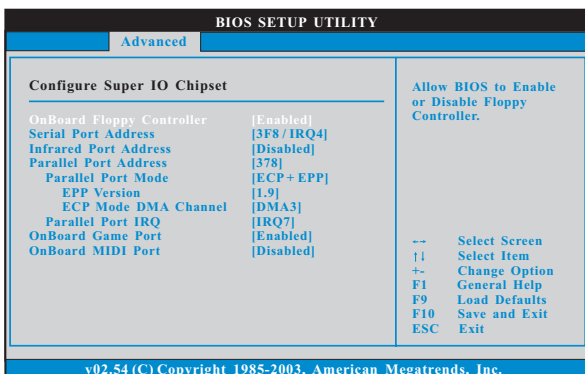 BIOS SETUP UTILITY
Advanced
Configure Super IO Chipset
OnBoard Floppy Controller [Enabled]
Serial Port Address [3F8 / IRQ4]
Infrared Port Address [Disabled]
Parallel Port Address [378]
Parallel Port Mode [ECP + EPP]
EPP Version [1.9]
ECP Mode DMA Channel [DMA3]
Parallel Port IRQ [IRQ7]
OnBoard Game Port [Enabled]
OnBoard MIDI Port [Disabled]
Allow BIOS to Enable
or Disable Floppy
Controller.
↔ Select Screen
↑↓ Select Item
+- Change Option
F1 General Help
F9 Load Defaults
F10 Save and Exit
ESC Exit
v02.54 (C) Copyright 1985-2003, American Megatrends, Inc.